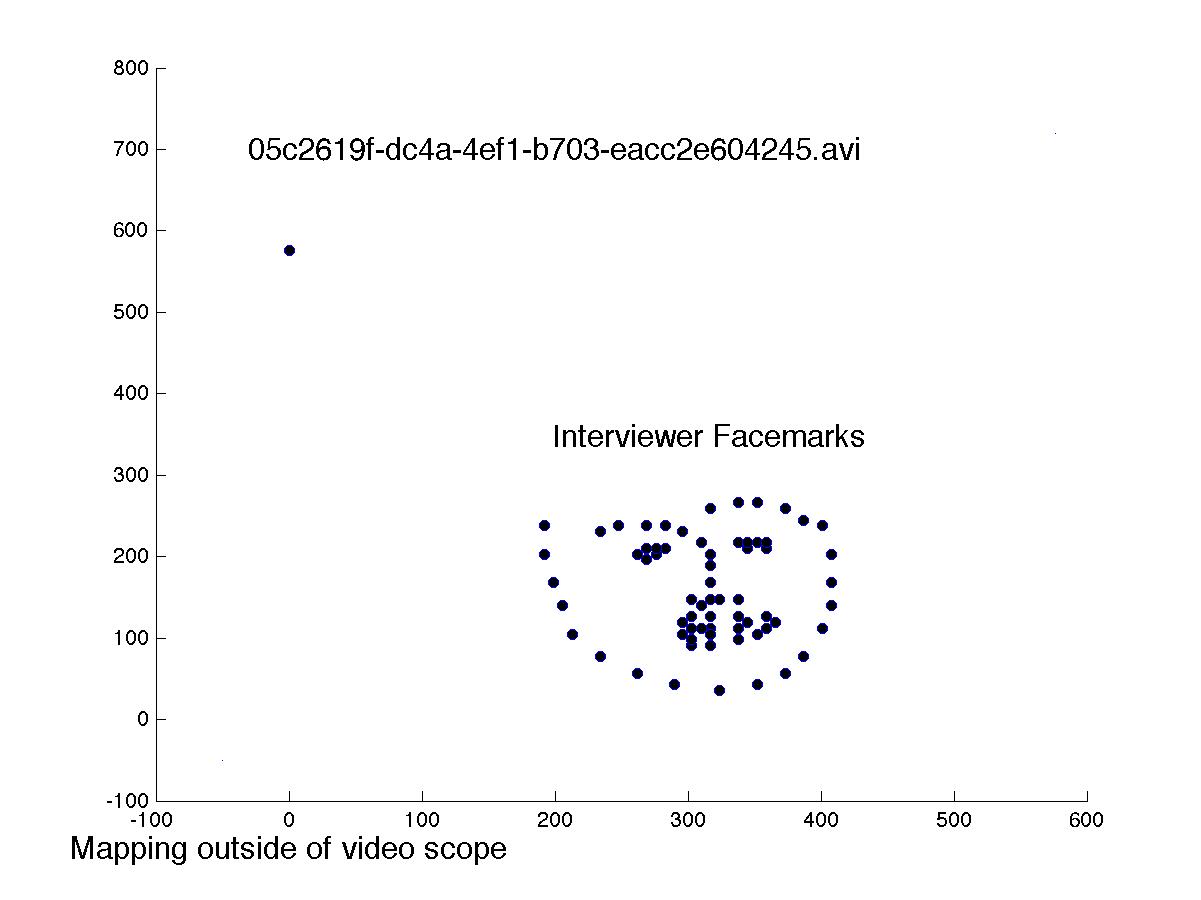 800
700
05c2619f-dc4a-4ef1-b703-eacc2e604245.avi
600
500
400
Interviewer Facemarks
300
200
100
0
-100
-100 0 100 200 300 400 500 600
Mapping outside of video scope